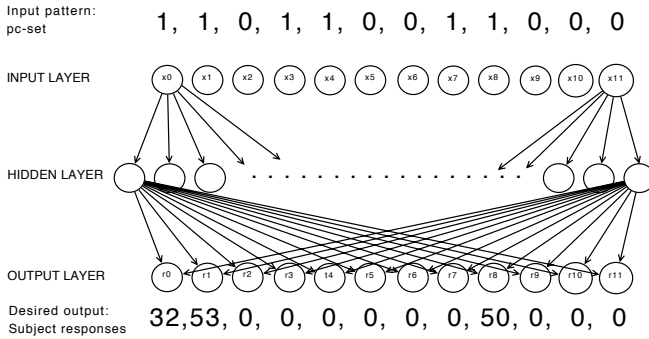 Input pattern:
pc-set
1, 1, 0, 1, 1, 0, 0, 1, 1, 0, 0, 0
INPUT LAYER
x0 x1 x2 x3 x4 x5 x6 x7 x8 x9 x10 x11
HIDDEN LAYER
OUTPUT LAYER
r0 r1 r2 r3 t4 r5 r6 r7 r8 r9 r10 r11
Desired output:
Subject responses
32,53, 0, 0, 0, 0, 0, 0, 50, 0, 0, 0